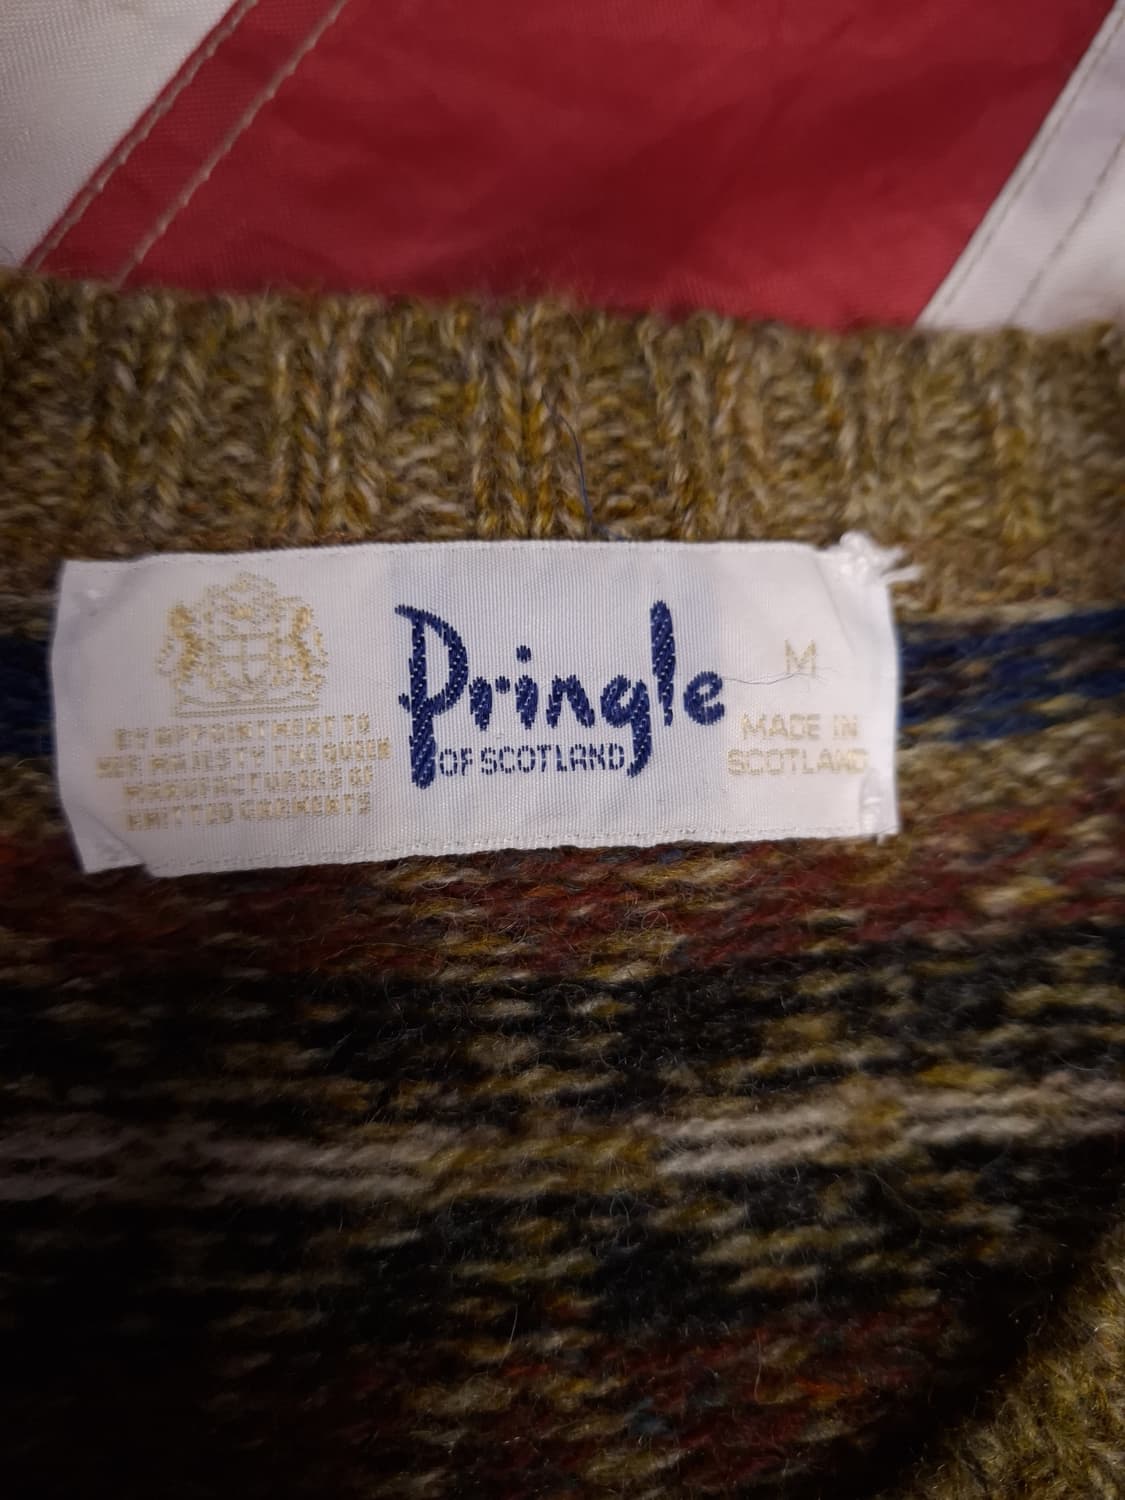 Pringle
OF SCOTLAND
BY APPOINTMENT TO
HER MAJESTY THE QUEEN
MANUFACTURERS OF
KNITTED GARMENTS
M
MADE IN
SCOTLAND